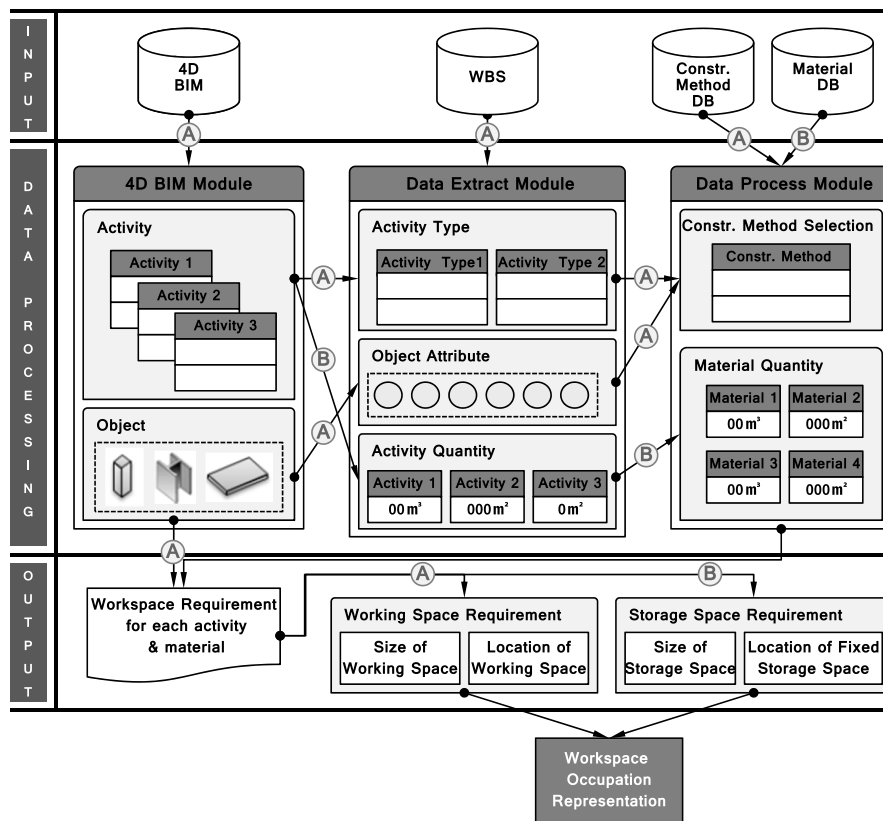 INPUT
4D
BIM
WBS
Constr.
Method
DB
Material
DB
A
A
A
B
DATA PROCESSING
4D BIM Module
Data Extract Module
Data Process Module
Activity
Activity 1
Activity 2
Activity 3
Object
A
B
A
Activity Type
Activity Type1
Activity Type 2
Object Attribute
Activity Quantity
Activity 1
Activity 2
Activity 3
00m³
000m²
0m²
A
A
B
Constr. Method Selection
Constr. Method
Material Quantity
Material 1
Material 2
00m³
000m²
Material 3
Material 4
00m³
000m²
OUTPUT
A
A
B
Workspace Requirement
for each activity
& material
Working Space Requirement
Size of
Working Space
Location of
Working Space
Storage Space Requirement
Size of
Storage Space
Location of Fixed
Storage Space
Workspace
Occupation
Representation